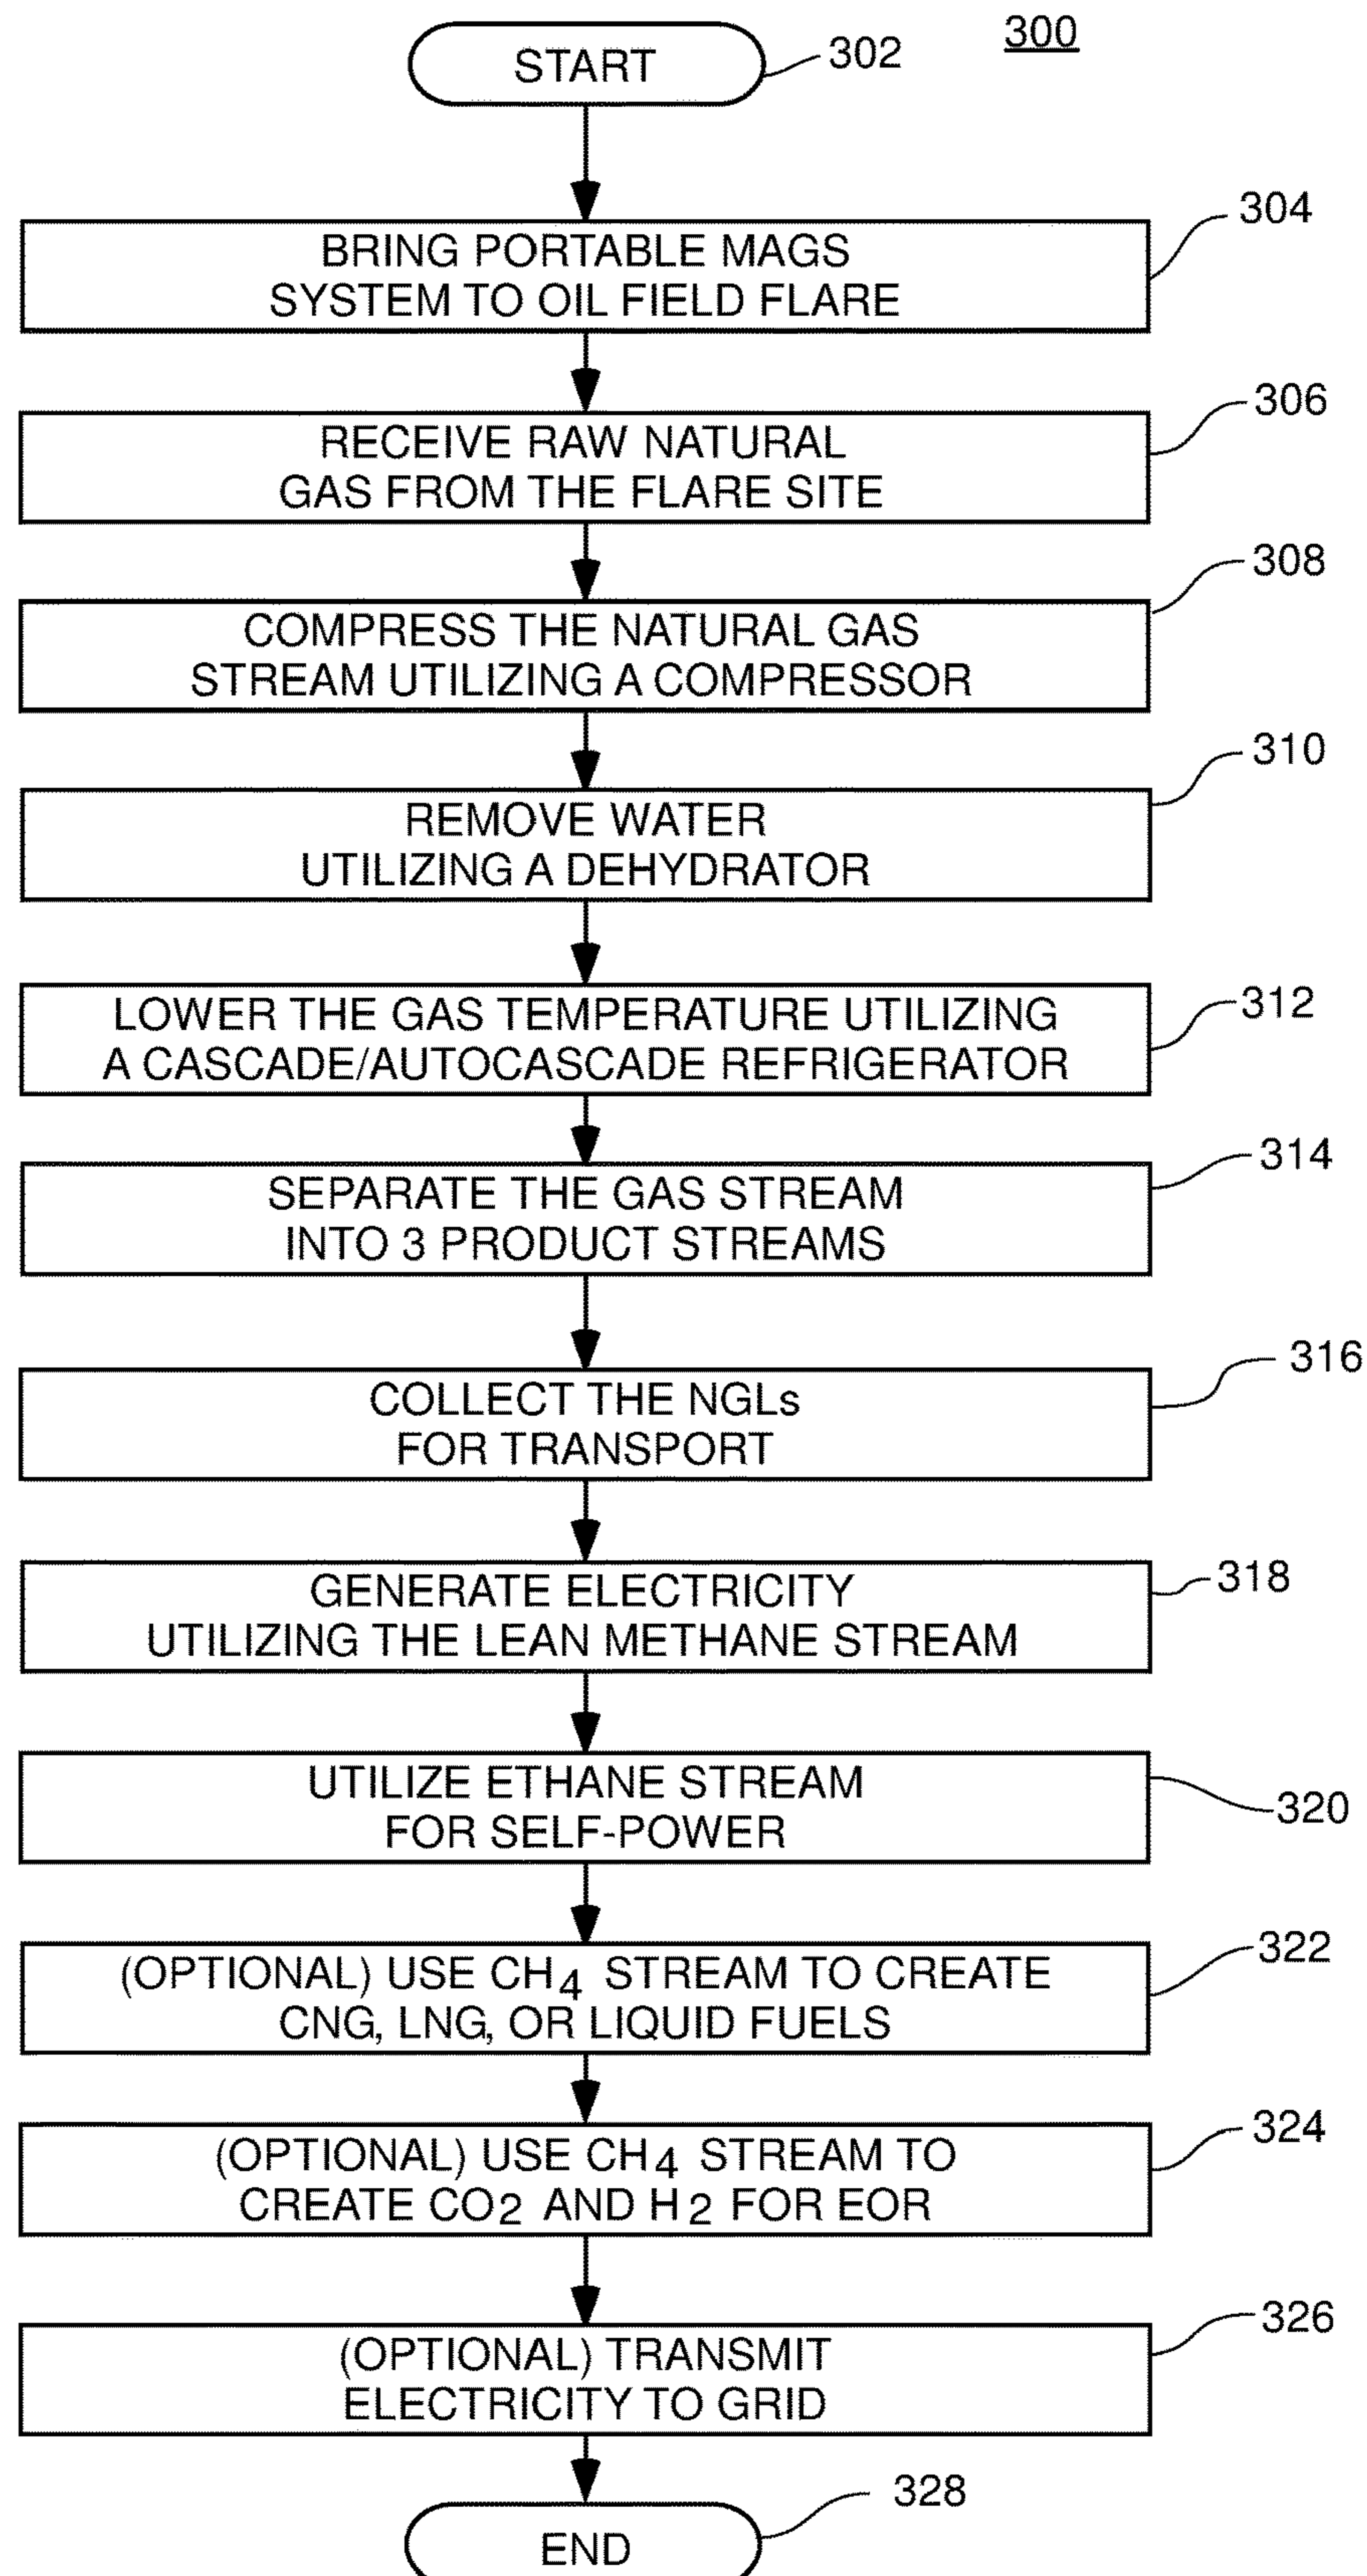 300
START
302
BRING PORTABLE MAGS
SYSTEM TO OIL FIELD FLARE
304
RECEIVE RAW NATURAL
GAS FROM THE FLARE SITE
306
COMPRESS THE NATURAL GAS
STREAM UTILIZING A COMPRESSOR
308
REMOVE WATER
UTILIZING A DEHYDRATOR
310
LOWER THE GAS TEMPERATURE UTILIZING
A CASCADE/AUTOCASCADE REFRIGERATOR
312
SEPARATE THE GAS STREAM
INTO 3 PRODUCT STREAMS
314
COLLECT THE NGLs
FOR TRANSPORT
316
GENERATE ELECTRICITY
UTILIZING THE LEAN METHANE STREAM
318
UTILIZE ETHANE STREAM
FOR SELF-POWER
320
(OPTIONAL) USE CH4 STREAM TO CREATE
CNG, LNG, OR LIQUID FUELS
322
(OPTIONAL) USE CH4 STREAM TO
CREATE CO2 AND H2 FOR EOR
324
(OPTIONAL) TRANSMIT
ELECTRICITY TO GRID
326
END
328